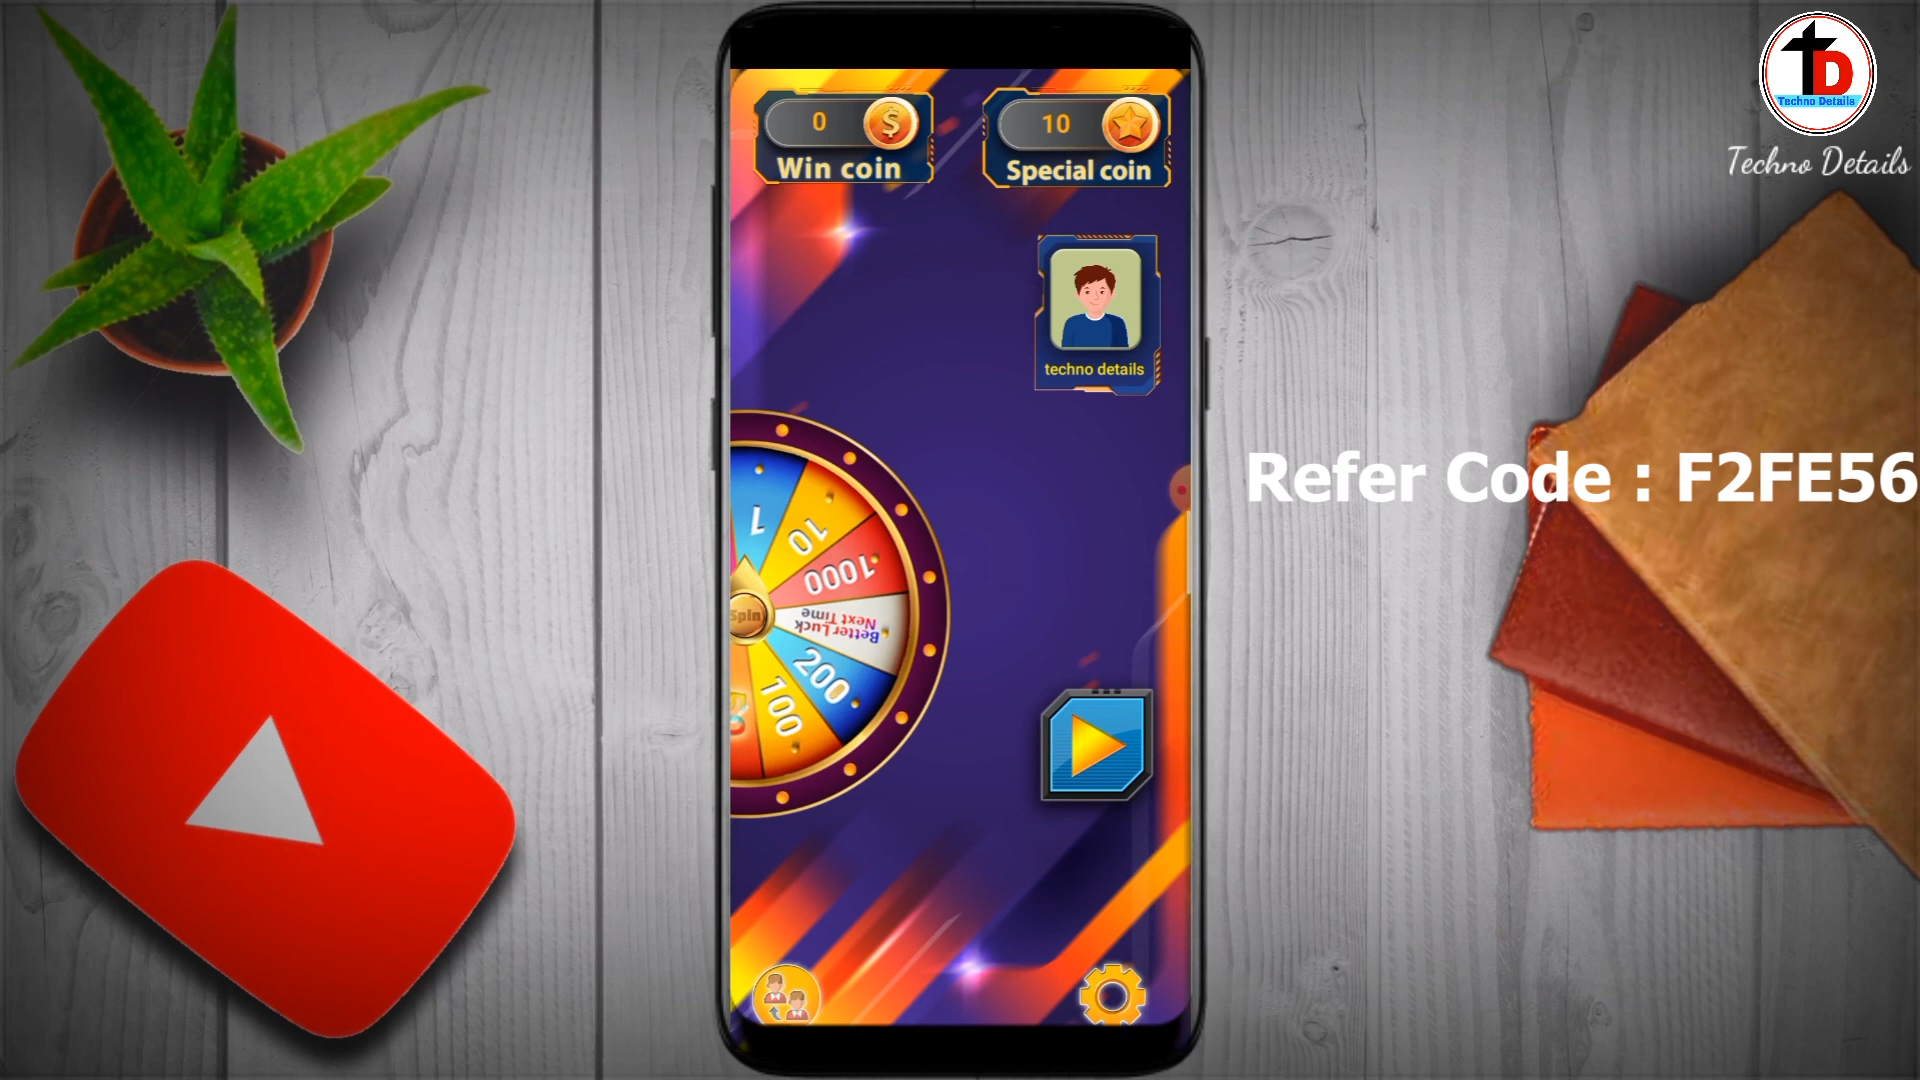 tD
Techno Details
Techno Details
0
Win coin
10
Special coin
techno details
Refer Code : F2FE56
1
10
1000
Better Luck
Next Time
200
100
Spin